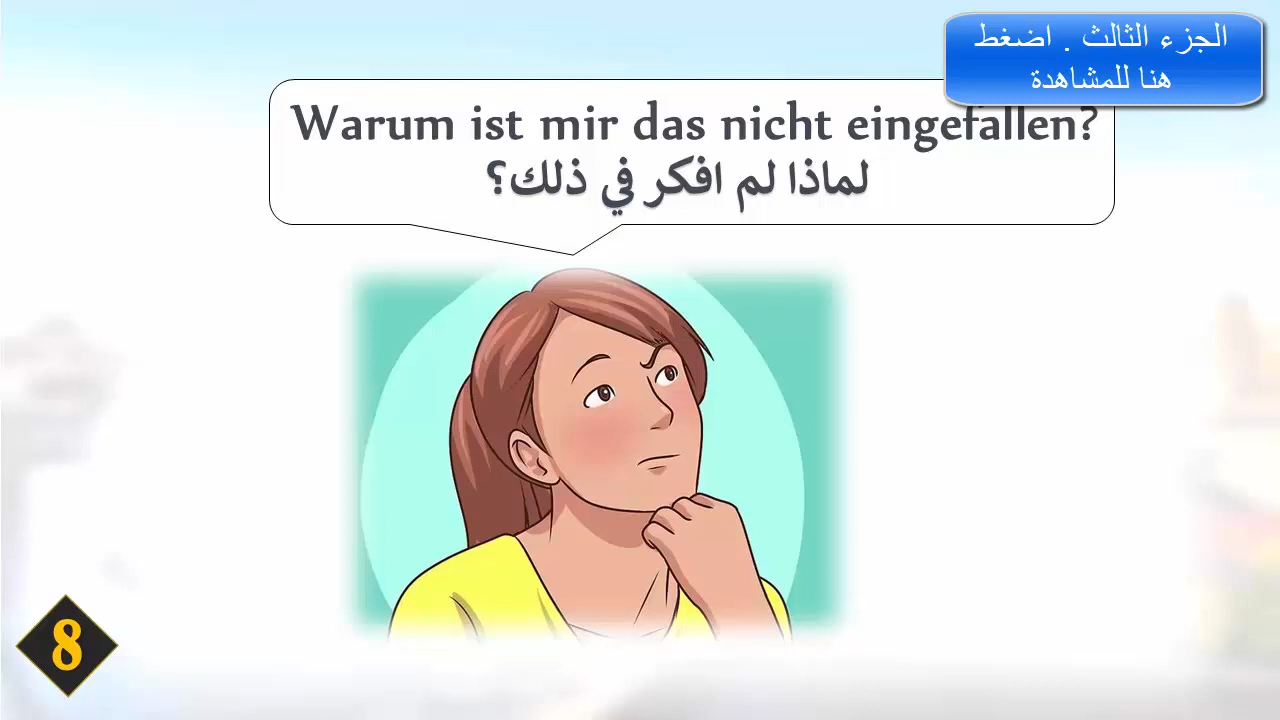 الجزء الثالث . اضغط
هنا للمشاهدة
Warum ist mir das nicht eingefallen?
لماذا لم افكر في ذلك؟
8